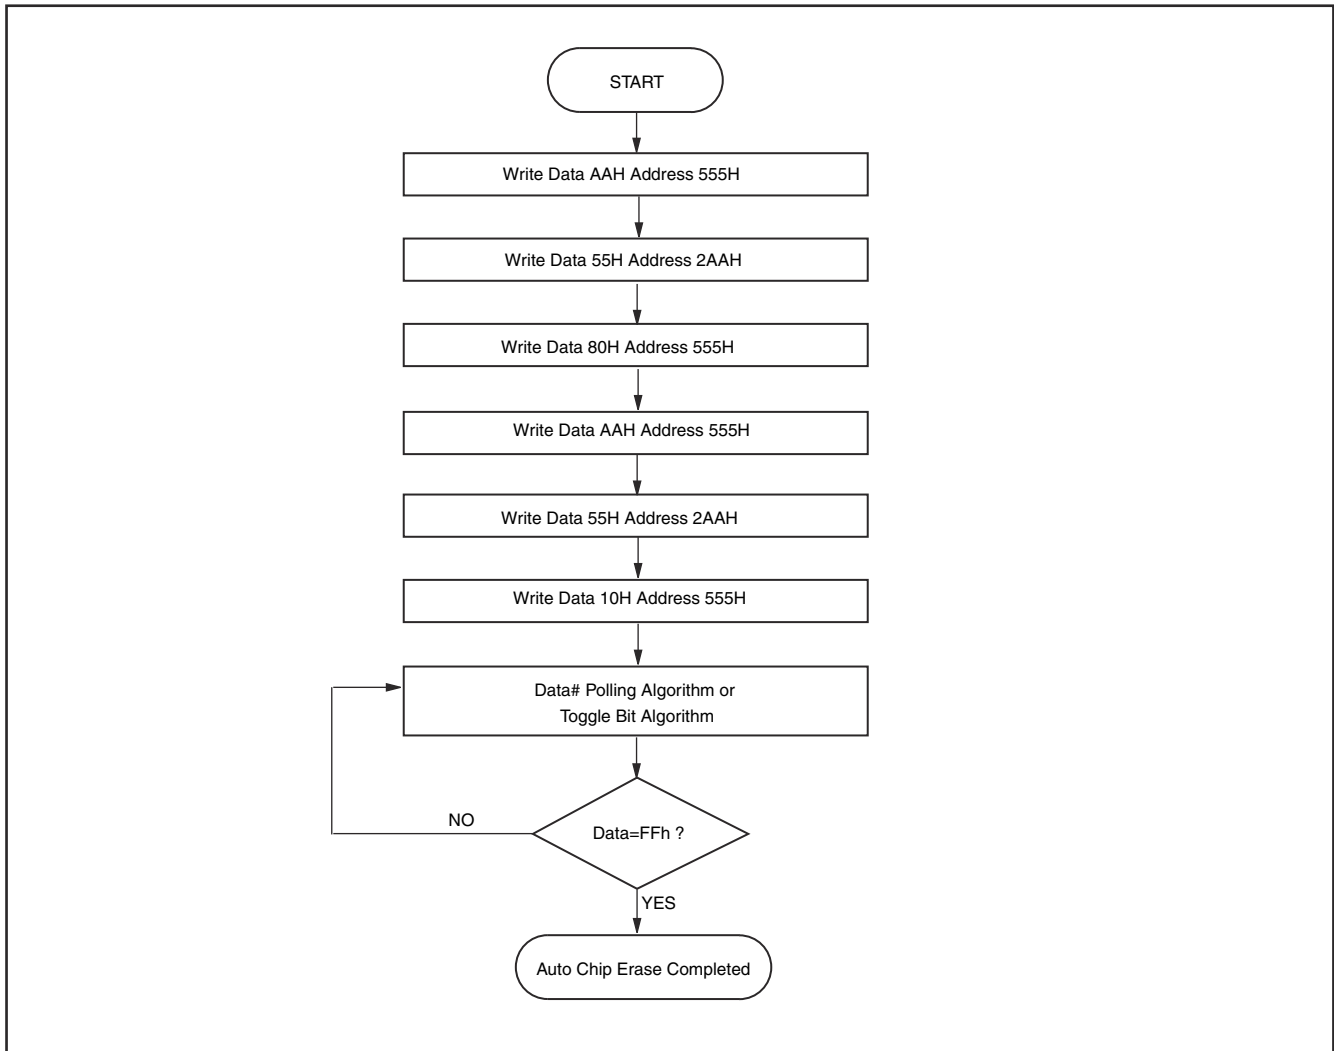 START
Write Data AAH Address 555H
Write Data 55H Address 2AAH
Write Data 80H Address 555H
Write Data AAH Address 555H
Write Data 55H Address 2AAH
Write Data 10H Address 555H
Data# Polling Algorithm or
Toggle Bit Algorithm
NO
Data=FFh ?
YES
Auto Chip Erase Completed